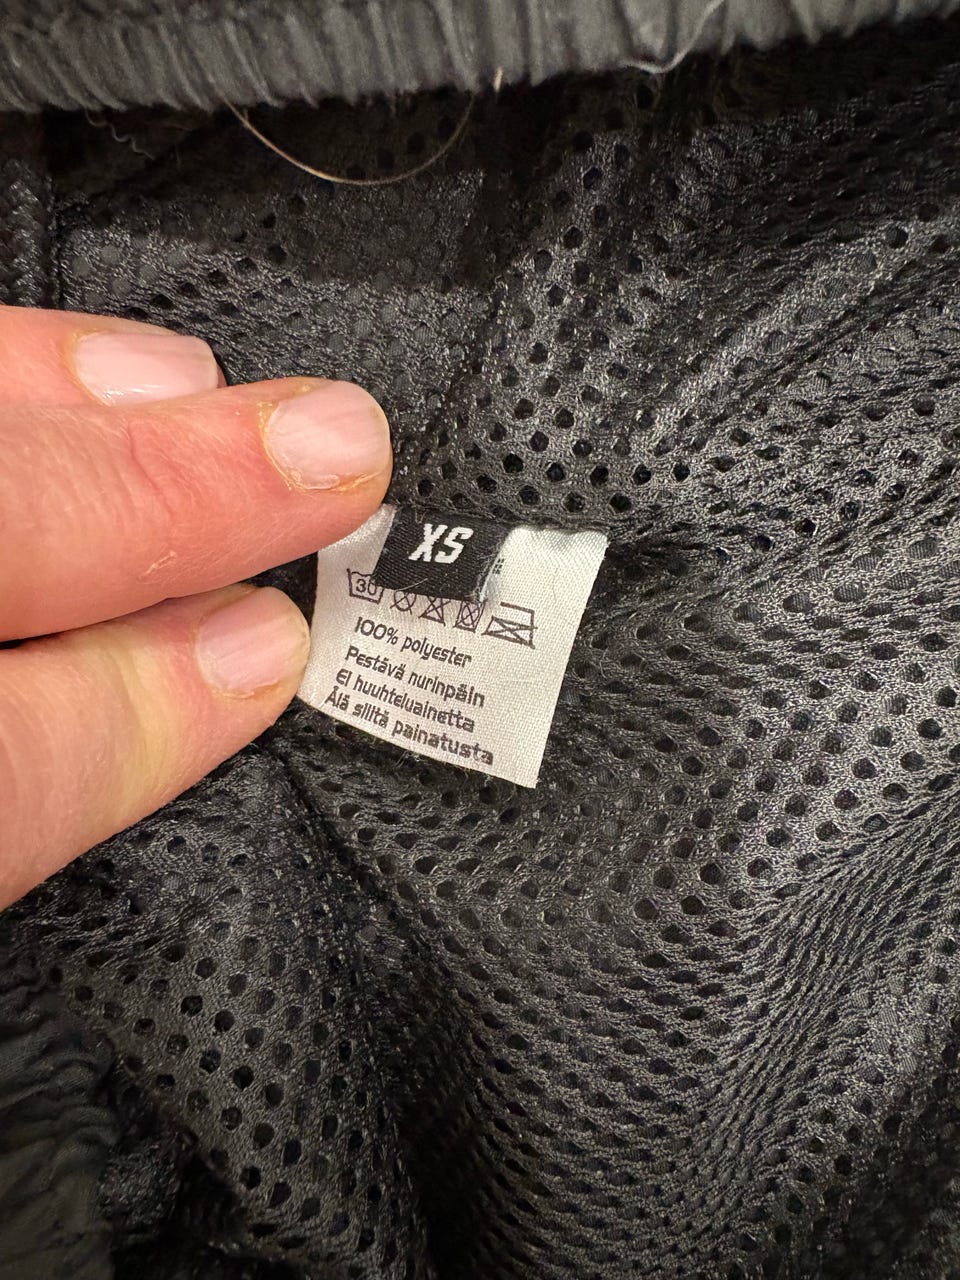 XS
30
100% polyester
Pestävä nurinpäin
Ei huuhteluainetta
Älä silitä painatusta